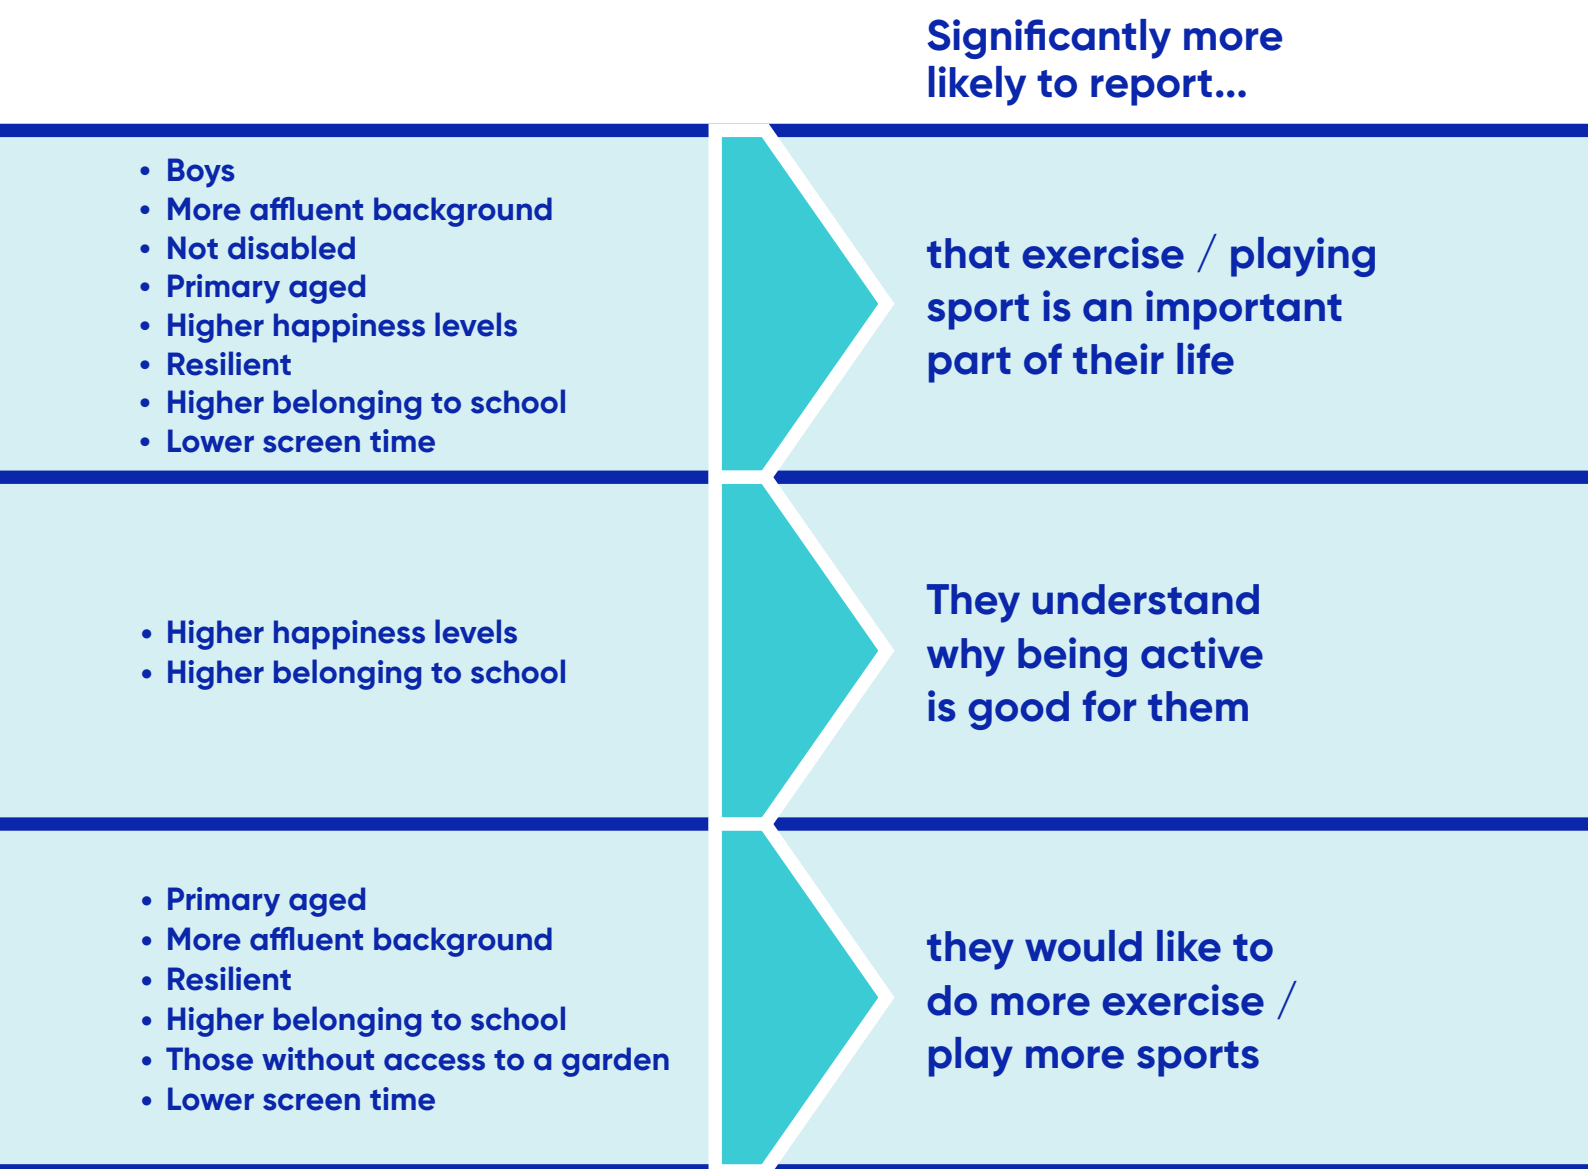 Significantly more
likely to report...
• Boys
• More affluent background
• Not disabled
• Primary aged
• Higher happiness levels
• Resilient
• Higher belonging to school
• Lower screen time
that exercise / playing
sport is an important
part of their life
• Higher happiness levels
• Higher belonging to school
They understand
why being active
is good for them
• Primary aged
• More affluent background
• Resilient
• Higher belonging to school
• Those without access to a garden
• Lower screen time
they would like to
do more exercise /
play more sports